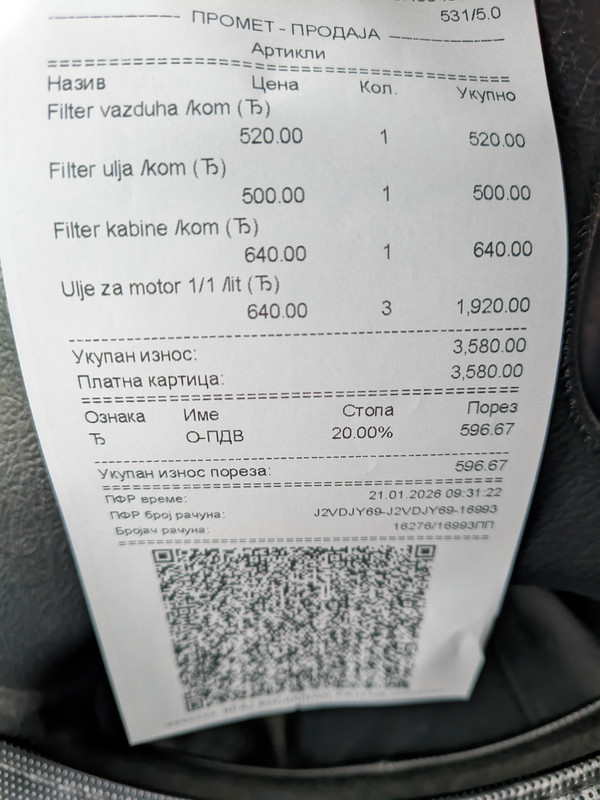 531/5.0
ПРОМЕТ - ПРОДАЈА
Артикли
Назив Цена Кол. Укупно
Filter vazduha /kom (Ђ)
520.00 1 520.00
Filter ulja /kom (Ђ)
500.00 1 500.00
Filter kabine /kom (Ђ)
640.00 1 640.00
Ulje za motor 1/1 /lit (Ђ)
640.00 3 1,920.00
Укупан износ: 3,580.00
Платна картица: 3,580.00
Ознака Име Стопа Порез
Ђ О-ПДВ 20.00% 596.67
Укупан износ пореза: 596.67
ПФР време: 21.01.2026 09:31:22
ПФР број рачуна: J2VDJY69-J2VDJY69-16993
Бројач рачуна: 16276/16993ПП